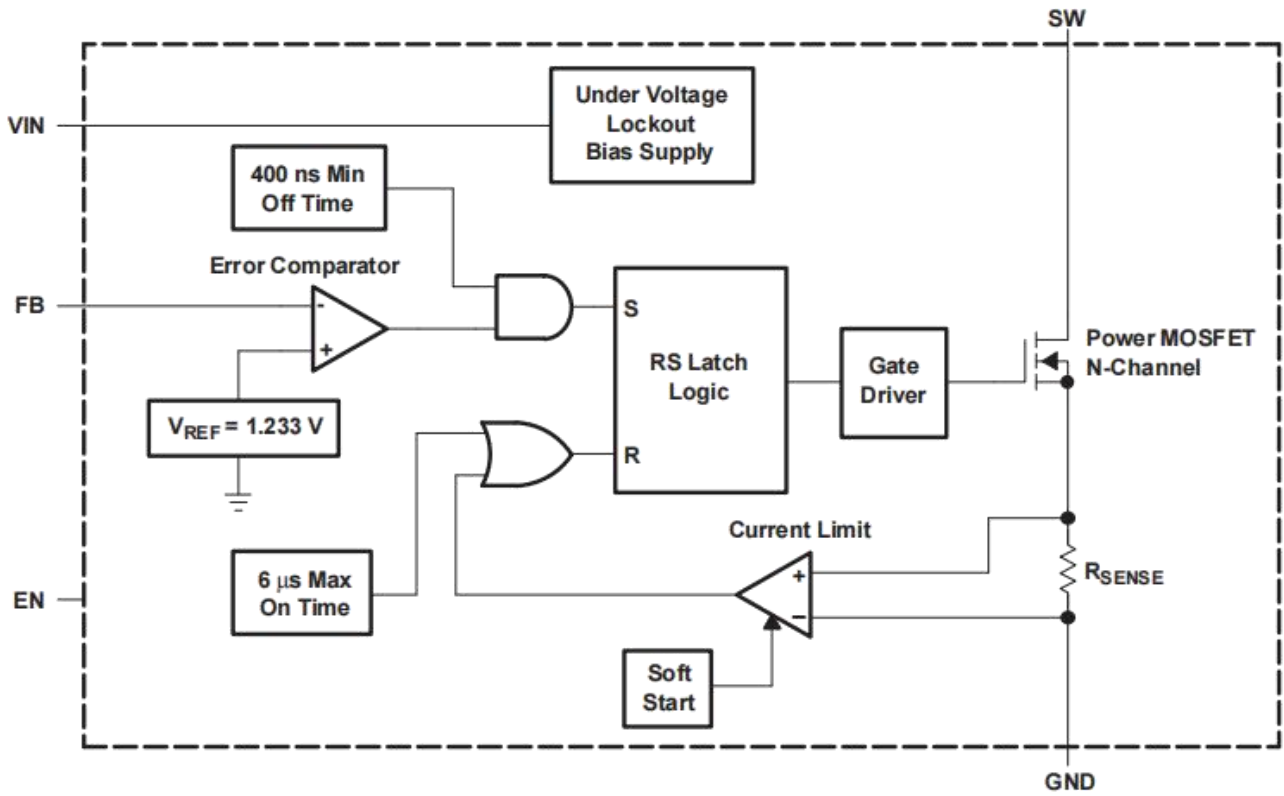 SW
Under Voltage
Lockout
Bias Supply
VIN
400 ns Min
Off Time
Error Comparator
FB
-
+
S
RS Latch
Logic
Gate
Driver
Power MOSFET
N-Channel
VREF = 1.233 V
R
Current Limit
6 μs Max
On Time
EN
+
−
RSENSE
Soft
Start
GND